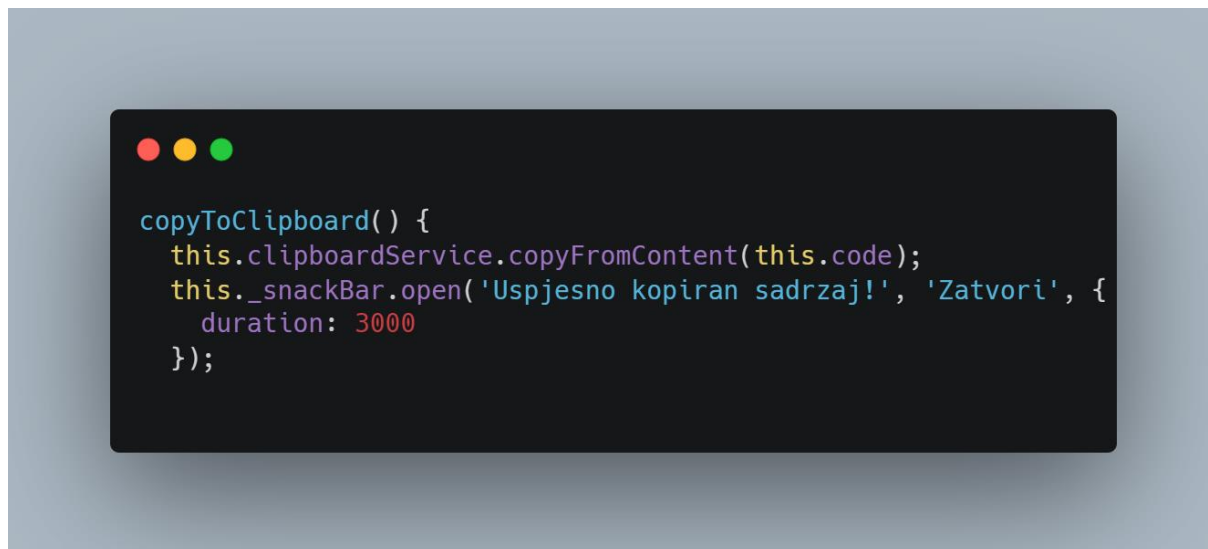 copyToClipboard() {
  this.clipboardService.copyFromContent(this.code);
  this._snackBar.open('Uspjesno kopiran sadrzaj!', 'Zatvori', {
    duration: 3000
  });